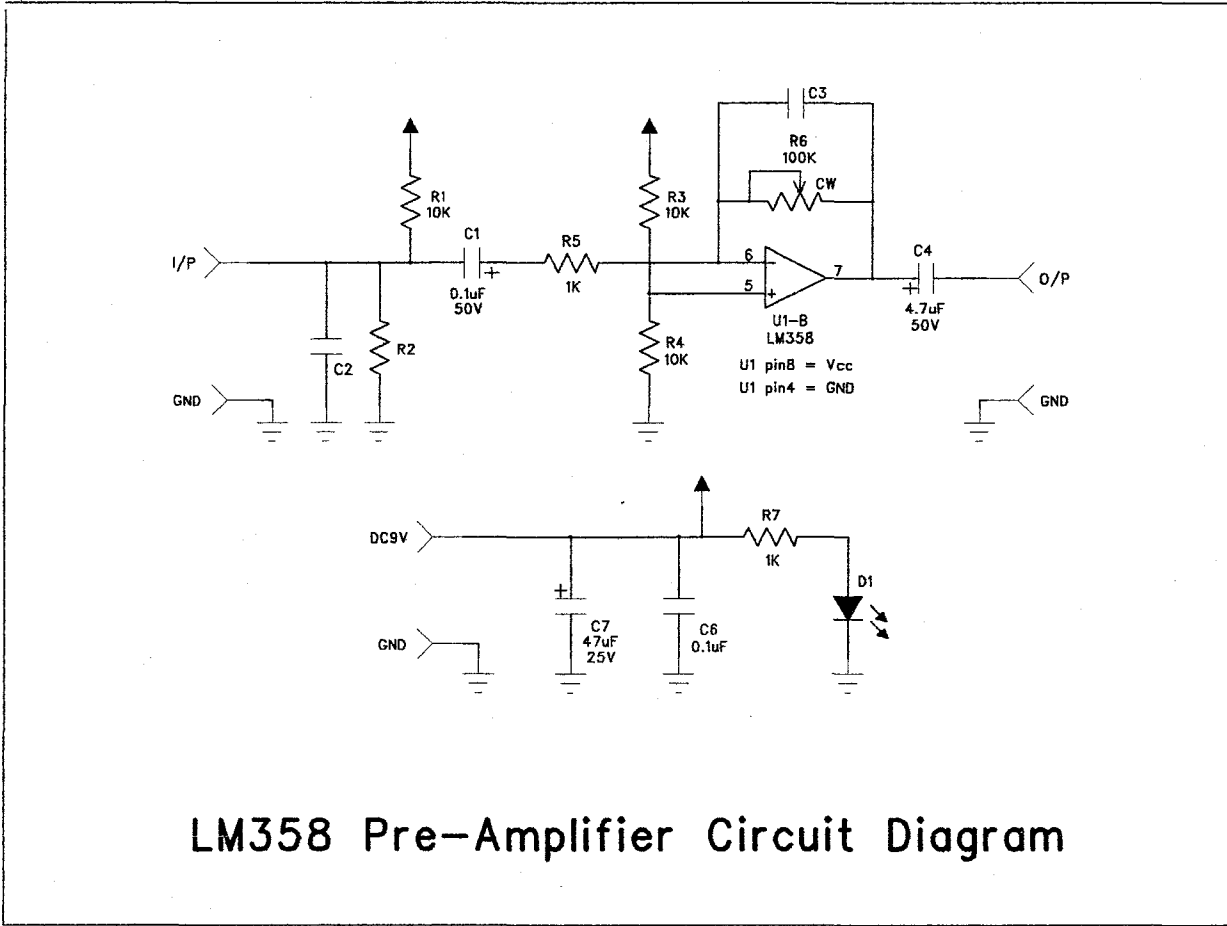 C3
R6
100K
CW
R1
10K
R3
10K
I/P
C1
+
0.1uF
50V
R5
1K
6
-
5
+
7
U1-B
LM358
U1 pin8 = Vcc
U1 pin4 = GND
C4
+
4.7uF
50V
O/P
C2
R2
R4
10K
GND
GND
DC9V
R7
1K
D1
+
C7
47uF
25V
C6
0.1uF
GND
LM358 Pre-Amplifier Circuit Diagram